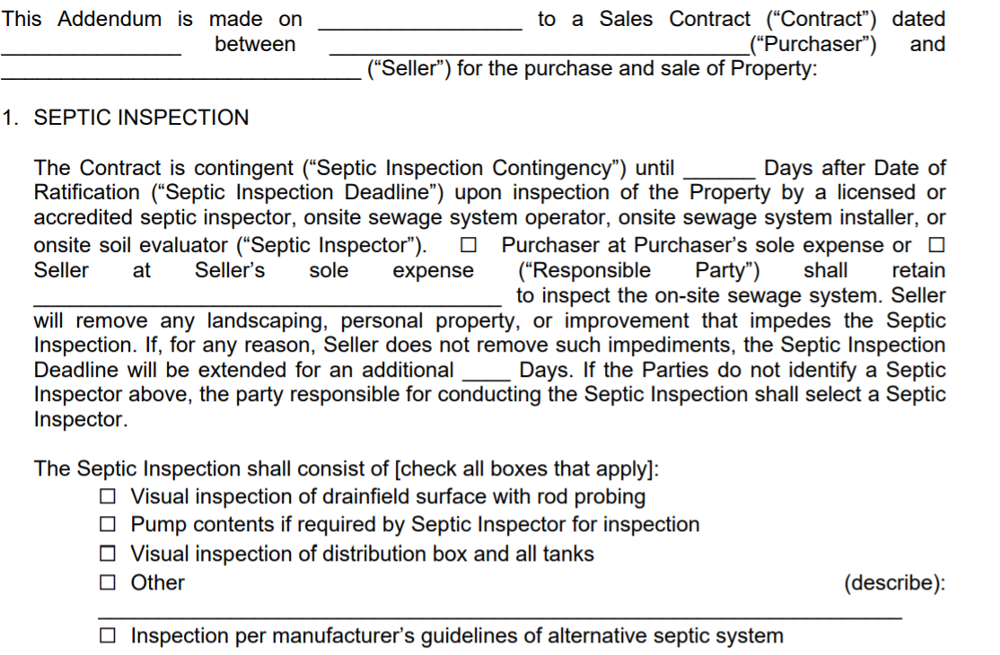 This Addendum is made on _________________ to a Sales Contract (“Contract”) dated
_______________ between ___________________________________(“Purchaser”) and
______________________________ (“Seller”) for the purchase and sale of Property:
1. SEPTIC INSPECTION
The Contract is contingent (“Septic Inspection Contingency”) until ______ Days after Date of
Ratification (“Septic Inspection Deadline”) upon inspection of the Property by a licensed or
accredited septic inspector, onsite sewage system operator, onsite sewage system installer, or
onsite soil evaluator (“Septic Inspector”). ☐ Purchaser at Purchaser’s sole expense or ☐
Seller at Seller’s sole expense (“Responsible Party”) shall retain
_______________________________________ to inspect the on-site sewage system. Seller
will remove any landscaping, personal property, or improvement that impedes the Septic
Inspection. If, for any reason, Seller does not remove such impediments, the Septic Inspection
Deadline will be extended for an additional ____ Days. If the Parties do not identify a Septic
Inspector above, the party responsible for conducting the Septic Inspection shall select a Septic
Inspector.
The Septic Inspection shall consist of [check all boxes that apply]:
☐ Visual inspection of drainfield surface with rod probing
☐ Pump contents if required by Septic Inspector for inspection
☐ Visual inspection of distribution box and all tanks
☐ Other (describe):
___________________________________________________________________
☐ Inspection per manufacturer’s guidelines of alternative septic system